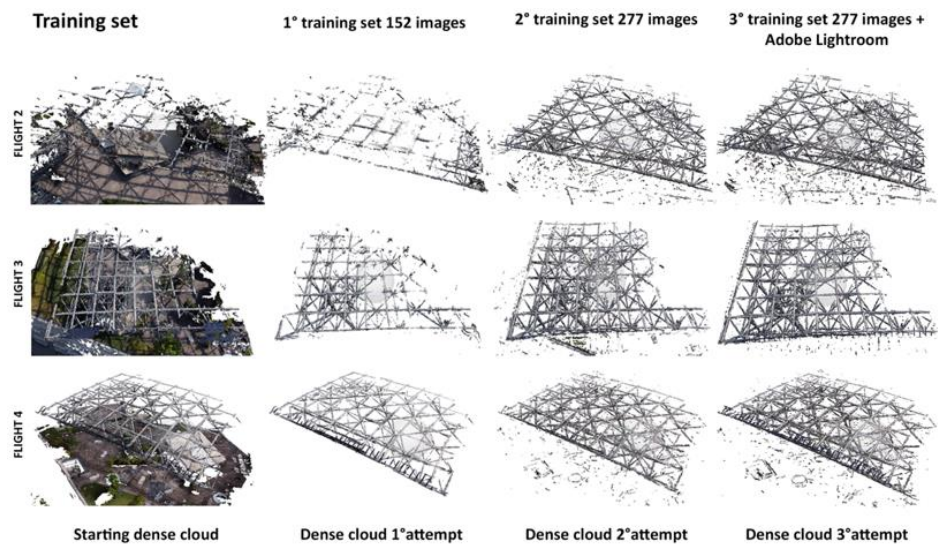 Training set
1° training set 152 images
2° training set 277 images
3° training set 277 images +
Adobe Lightroom
FLIGHT 2
FLIGHT 3
FLIGHT 4
Starting dense cloud
Dense cloud 1°attempt
Dense cloud 2°attempt
Dense cloud 3°attempt